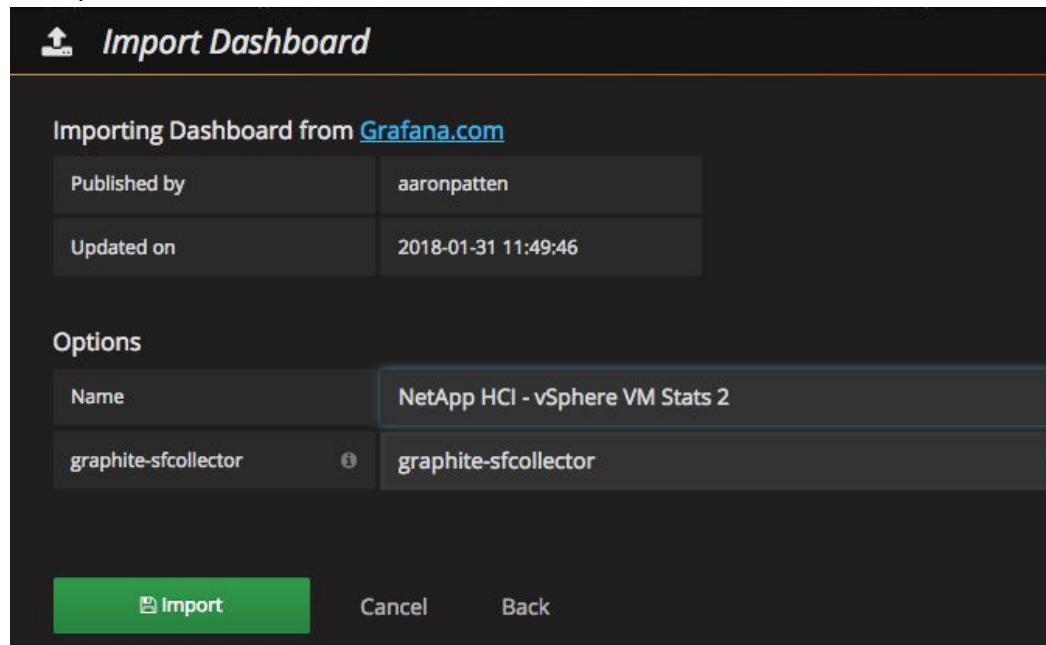 Import Dashboard
Importing Dashboard from Grafana.com
Published by aaronpatten
Updated on 2018-01-31 11:49:46
Options
Name NetApp HCI - vSphere VM Stats 2
graphite-sfcollector graphite-sfcollector
Import Cancel Back